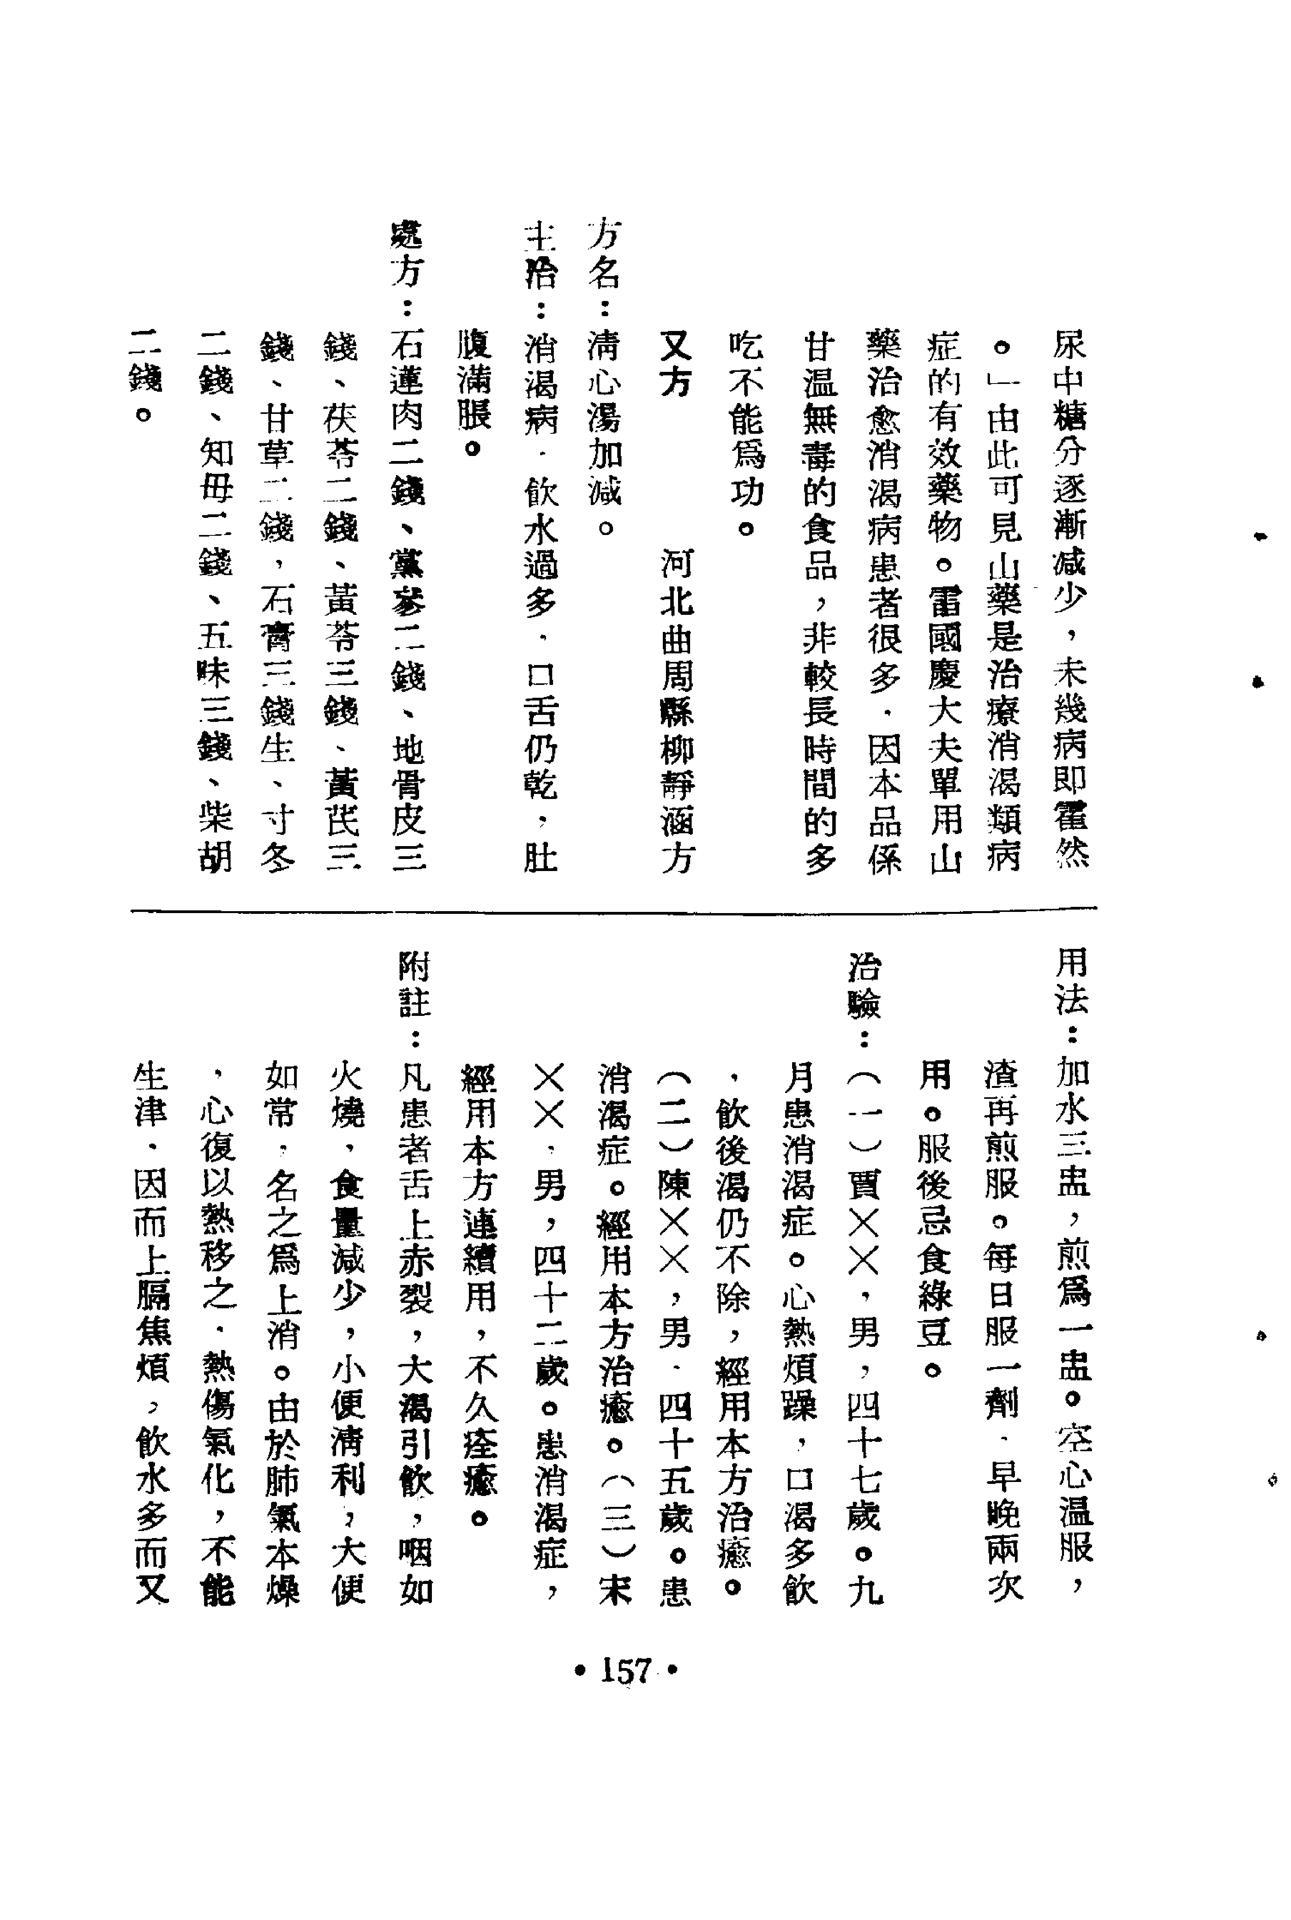 尿中糖分逐漸减少，未幾病即霍然
。」由此可見山藥是治療消渴類病
症的有效藥物。雷國慶大夫單用山
藥治愈消渴病患者很多．因本品係
甘温無毒的食品，非較長時間的多
吃不能爲功。
又方　　　　河北曲周縣柳靜涵方
方名：淸心湯加减。
主治：消渴病．飲水過多．口舌仍乾，肚
腹滿脹。
處方：石蓮肉二錢、黨參二錢、地骨皮三
錢、茯苓二錢、黃芩三錢、黃芪三
錢、甘草二錢，石膏三錢生、寸冬
二錢、知母二錢、五味三錢、柴胡
二錢。
用法：加水三盅，煎爲一盅。空心温服，
渣再煎服。每日服一劑．早晚兩次
用。服後忌食綠豆。
治驗：（一）賈××，男，四十七歲。九
月患消渴症。心熱煩躁，口渴多飲
．飲後渴仍不除，經用本方治癒。
（二）陳××，男．四十五歲。患
消渴症。經用本方治癒。（三）宋
××．男，四十二歲。患消渴症，
經用本方連續用，不久痊癒。
附註：凡患者舌上赤裂，大渴引飲，咽如
火燒，食量減少，小便淸利，大便
如常，名之爲上消。由於肺氣本燥
，心復以熱移之．熱傷氣化，不能
生津．因而上膈焦煩，飲水多而又
•157•